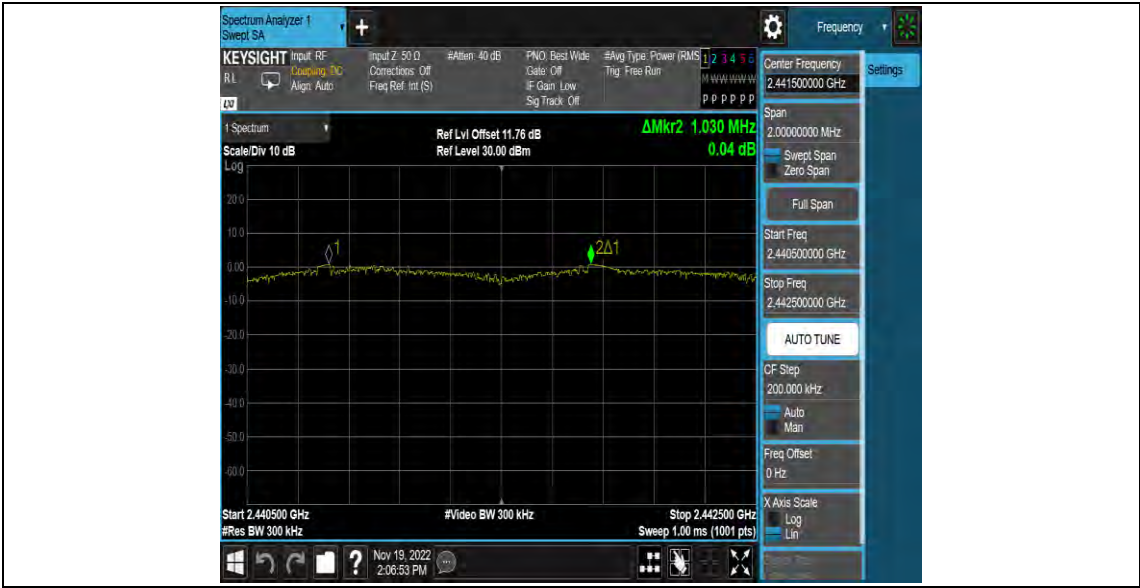 Spectrum Analyzer 1
Swept SA
+
Frequency
KEYSIGHT Input: RF
R L
Coupling: DC
Align: Auto
LXI
Input Z: 50 Ω
Corrections: Off
Freq Ref: Int (S)
#Atten: 40 dB
PNO: Best Wide
Gate: Off
IF Gain: Low
Sig Track: Off
#Avg Type: Power (RMS
Trig: Free Run
1 2 3 4 5 6
M W W W W W
P P P P P P
Center Frequency
2.441500000 GHz
Settings
Span
2.00000000 MHz
Swept Span
Zero Span
Full Span
Start Freq
2.440500000 GHz
Stop Freq
2.442500000 GHz
AUTO TUNE
CF Step
200.000 kHz
Auto
Man
Freq Offset
0 Hz
X Axis Scale
Log
Lin
1 Spectrum
Scale/Div 10 dB
Ref Lvl Offset 11.76 dB
Ref Level 30.00 dBm
ΔMkr2 1.030 MHz
0.04 dB
Log
20.0
10.0
0.00
-10.0
-20.0
-30.0
-40.0
-50.0
-60.0
1
2Δ1
Start 2.440500 GHz
#Res BW 300 kHz
#Video BW 300 kHz
Stop 2.442500 GHz
Sweep 1.00 ms (1001 pts)
?
Nov 19, 2022
2:06:53 PM